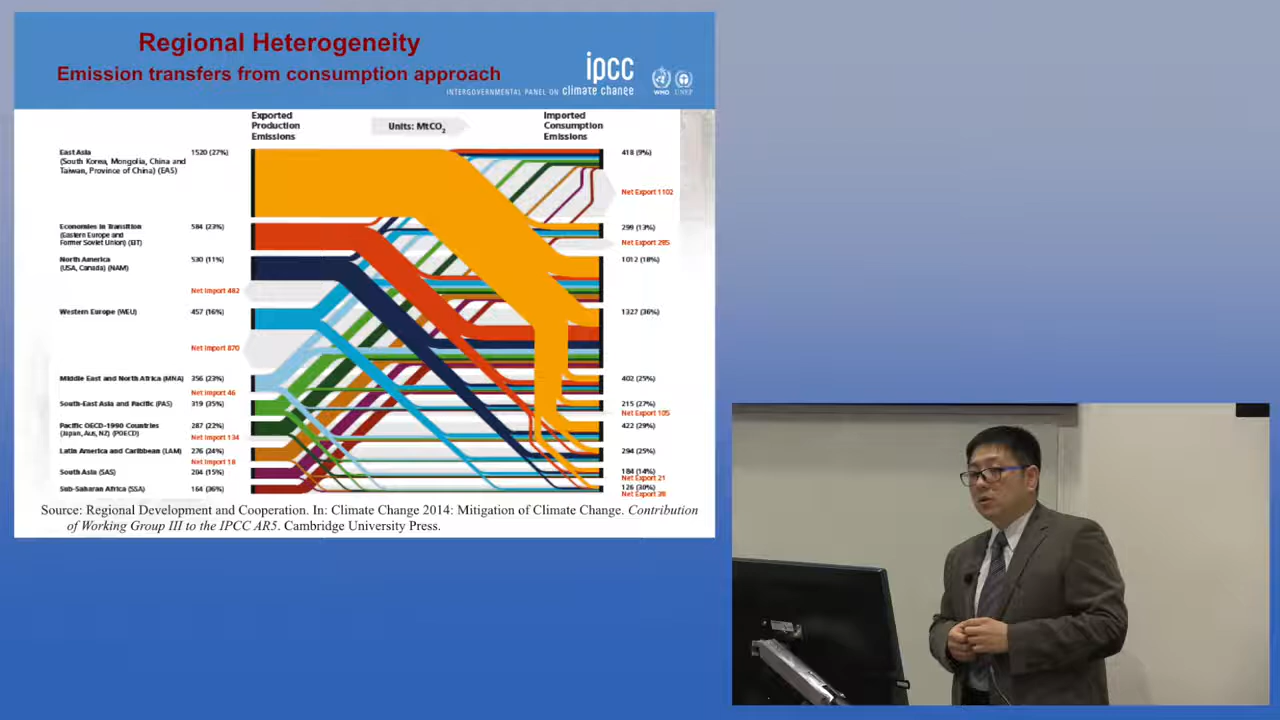 Regional Heterogeneity
Emission transfers from consumption approach
ipcc
INTERGOVERNMENTAL PANEL ON climate change
WMO
UNEP
Exported
Production
Emissions
Units: MtCO2
Imported
Consumption
Emissions
East Asia
(South Korea, Mongolia, China and
Taiwan, Province of China) (EAS)
1520 (27%)
418 (9%)
Net Export 1102
Economies in Transition
(Eastern Europe and
Former Soviet Union) (EIT)
584 (23%)
299 (13%)
Net Export 285
North America
(USA, Canada) (NAM)
530 (11%)
1012 (18%)
Net Import 482
Western Europe (WEU)
457 (16%)
1327 (36%)
Net Import 870
Middle East and North Africa (MNA)
356 (23%)
402 (25%)
Net Import 46
South-East Asia and Pacific (PAS)
319 (35%)
215 (27%)
Net Export 105
Pacific OECD-1990 Countries
(Japan, Aus, NZ) (POECD)
287 (22%)
422 (29%)
Net Import 134
Latin America and Caribbean (LAM)
276 (24%)
294 (25%)
Net Import 18
South Asia (SAS)
204 (15%)
184 (14%)
Net Export 21
Sub-Saharan Africa (SSA)
164 (36%)
126 (30%)
Net Export 38
Source: Regional Development and Cooperation. In: Climate Change 2014: Mitigation of Climate Change. Contribution
of Working Group III to the IPCC AR5. Cambridge University Press.